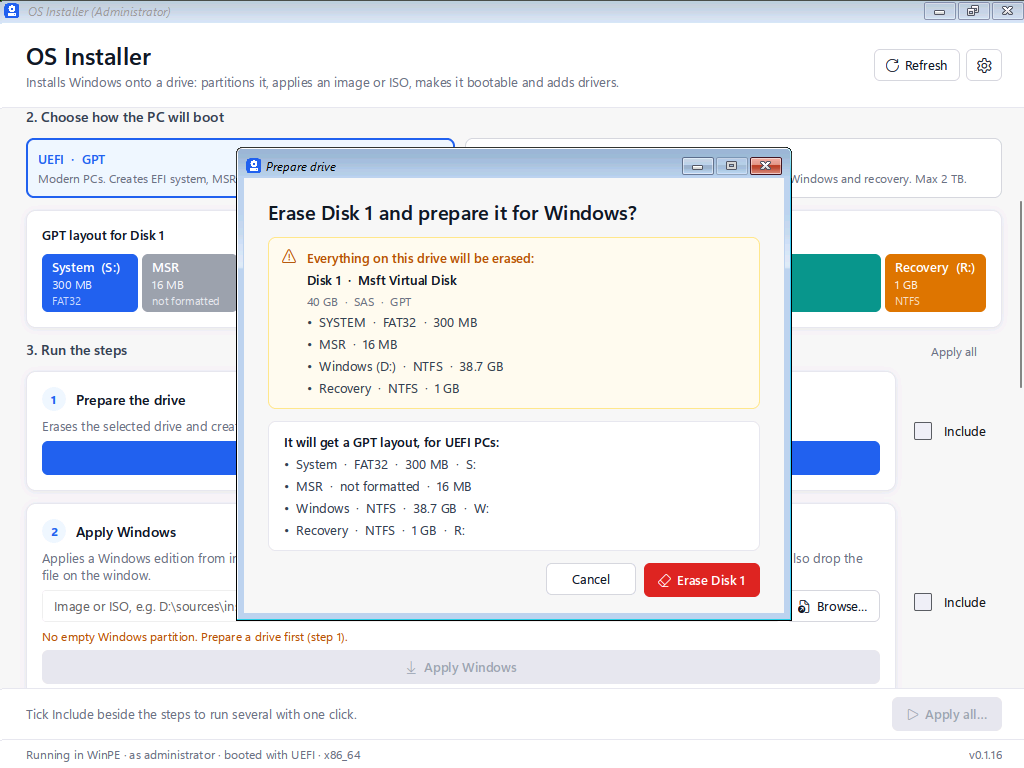 OS Installer (Administrator)
OS Installer
Installs Windows onto a drive: partitions it, applies an image or ISO, makes it bootable and adds drivers.
Refresh
2. Choose how the PC will boot
UEFI · GPT
Modern PCs. Creates EFI system, MSR
Windows and recovery. Max 2 TB.
GPT layout for Disk 1
System (S:)
300 MB
FAT32
MSR
16 MB
not formatted
Recovery (R:)
1 GB
NTFS
3. Run the steps
Apply all
1 Prepare the drive
Erases the selected drive and crea
Include
2 Apply Windows
Applies a Windows edition from
lso drop the
file on the window.
Image or ISO, e.g. D:\sources\in
Browse...
Include
No empty Windows partition. Prepare a drive first (step 1).
Apply Windows
Prepare drive
Erase Disk 1 and prepare it for Windows?
Everything on this drive will be erased:
Disk 1 · Msft Virtual Disk
40 GB · SAS · GPT
• SYSTEM · FAT32 · 300 MB
• MSR · 16 MB
• Windows (D:) · NTFS · 38.7 GB
• Recovery · NTFS · 1 GB
It will get a GPT layout, for UEFI PCs:
• System · FAT32 · 300 MB · S:
• MSR · not formatted · 16 MB
• Windows · NTFS · 38.7 GB · W:
• Recovery · NTFS · 1 GB · R:
Cancel
Erase Disk 1
Tick Include beside the steps to run several with one click.
Apply all...
Running in WinPE · as administrator · booted with UEFI · x86_64
v0.1.16